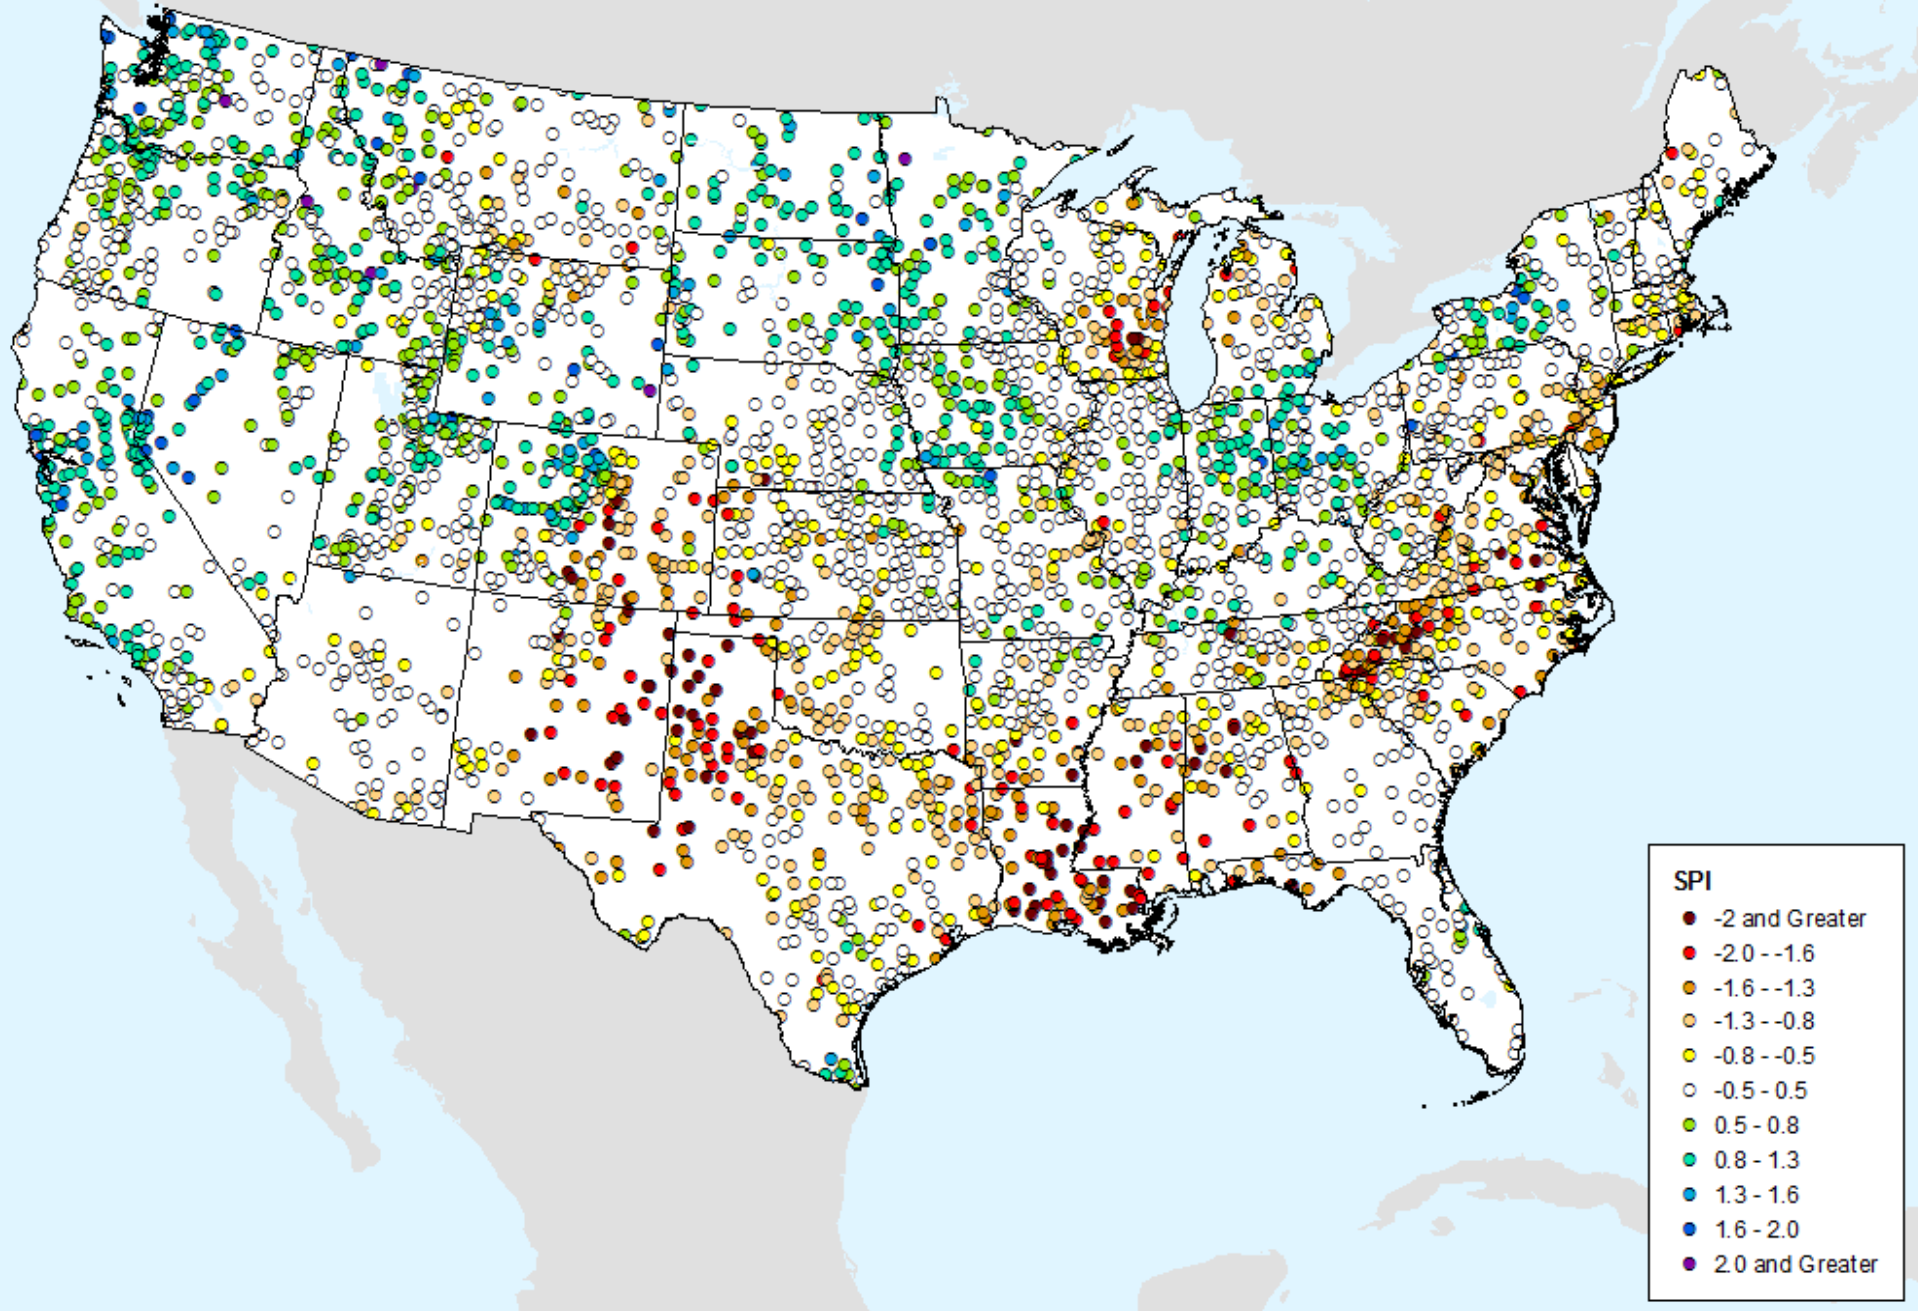 SPI
-2 and Greater
-2.0 - -1.6
-1.6 - -1.3
-1.3 - -0.8
-0.8 - -0.5
-0.5 - 0.5
0.5 - 0.8
0.8 - 1.3
1.3 - 1.6
1.6 - 2.0
2.0 and Greater